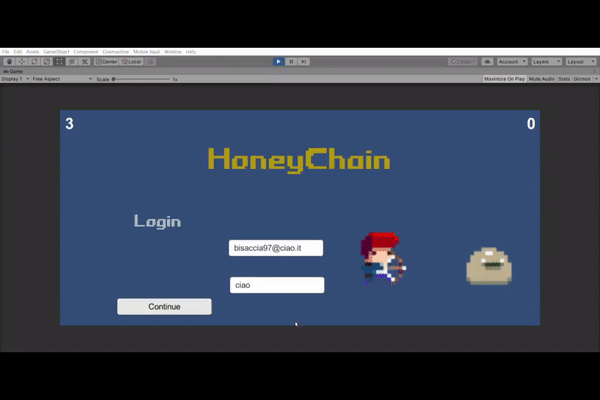 File Edit Assets GameObject Component Cinemachine Mobile Input Window Help
Center Local Account Layers Layout
Game
Display 1 Free Aspect Scale 1x Maximize On Play Mute Audio Stats Gizmos
3 0
HoneyChain
Login
bisaccia97@ciao.it
ciao
Continue